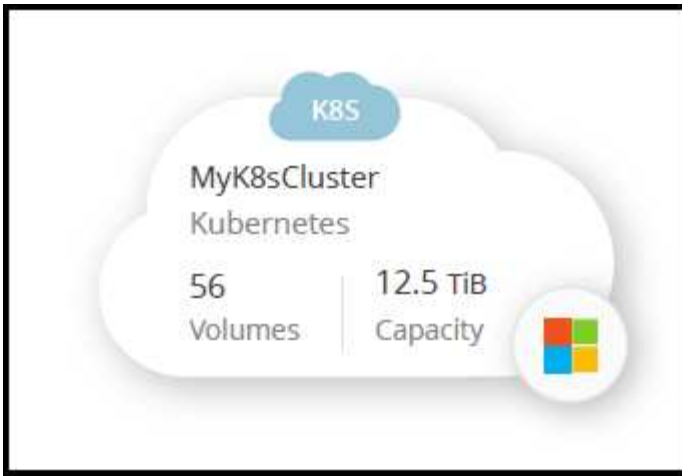 K8S
MyK8sCluster
Kubernetes
56
Volumes
12.5 TiB
Capacity